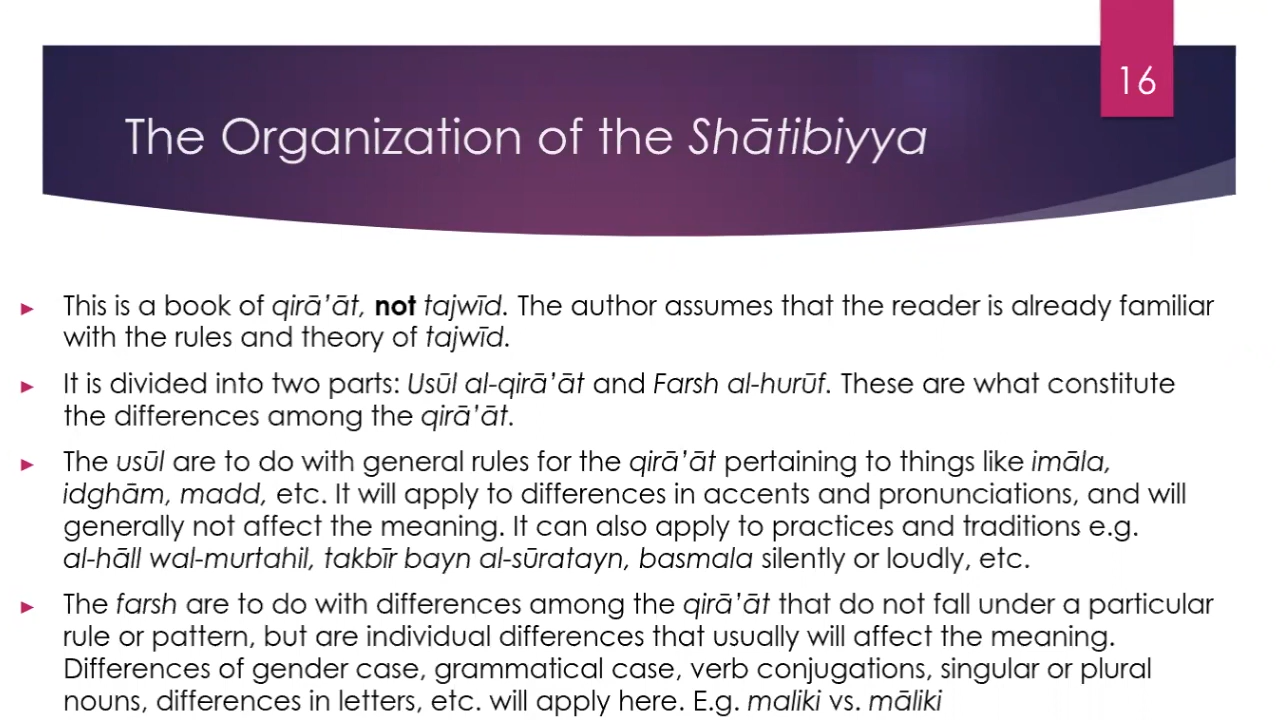 16
The Organization of the Shātibiyya
This is a book of qirā’āt, not tajwīd. The author assumes that the reader is already familiar
with the rules and theory of tajwīd.
It is divided into two parts: Usūl al-qirā’āt and Farsh al-hurūf. These are what constitute
the differences among the qirā’āt.
The usūl are to do with general rules for the qirā’āt pertaining to things like imāla,
idghām, madd, etc. It will apply to differences in accents and pronunciations, and will
generally not affect the meaning. It can also apply to practices and traditions e.g.
al-hāll wal-murtahil, takbīr bayn al-sūratayn, basmala silently or loudly, etc.
The farsh are to do with differences among the qirā’āt that do not fall under a particular
rule or pattern, but are individual differences that usually will affect the meaning.
Differences of gender case, grammatical case, verb conjugations, singular or plural
nouns, differences in letters, etc. will apply here. E.g. maliki vs. māliki